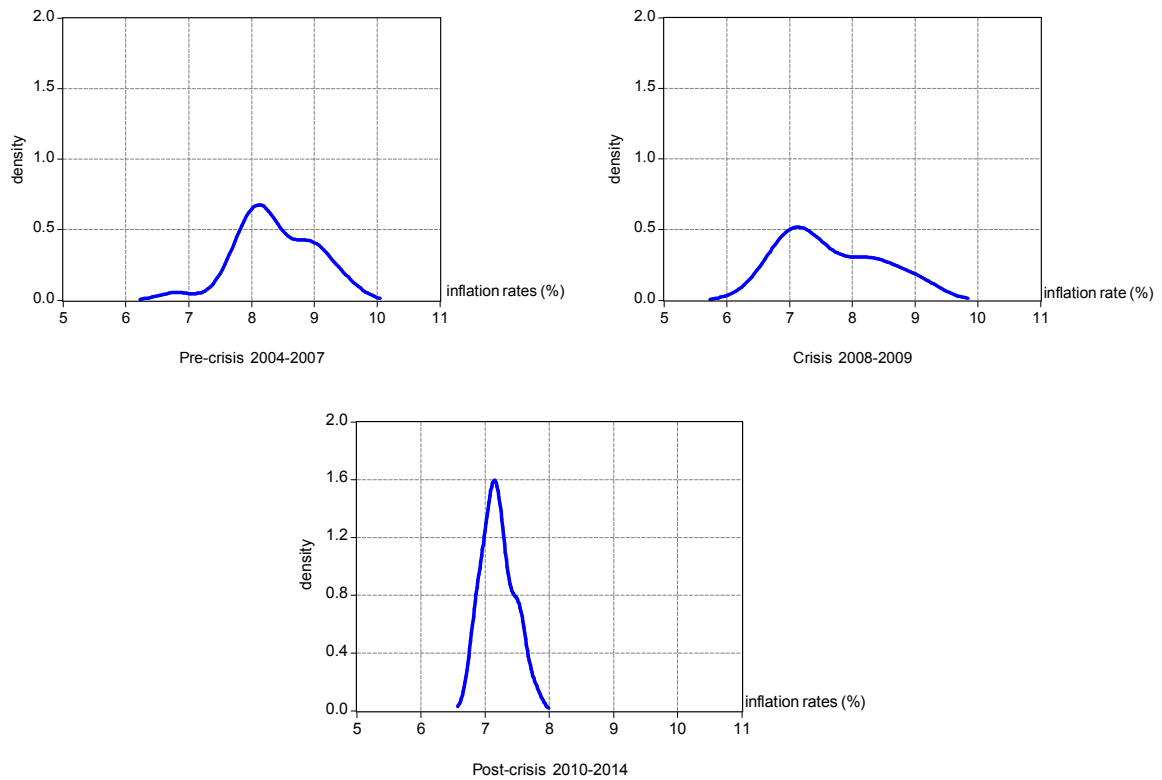 2.0
1.5
1.0
0.5
0.0
density
5 6 7 8 9 10 11
inflation rates (%)
Pre-crisis 2004-2007
2.0
1.5
1.0
0.5
0.0
density
5 6 7 8 9 10 11
inflation rate (%)
Crisis 2008-2009
2.0
1.6
1.2
0.8
0.4
0.0
density
5 6 7 8 9 10 11
inflation rates (%)
Post-crisis 2010-2014